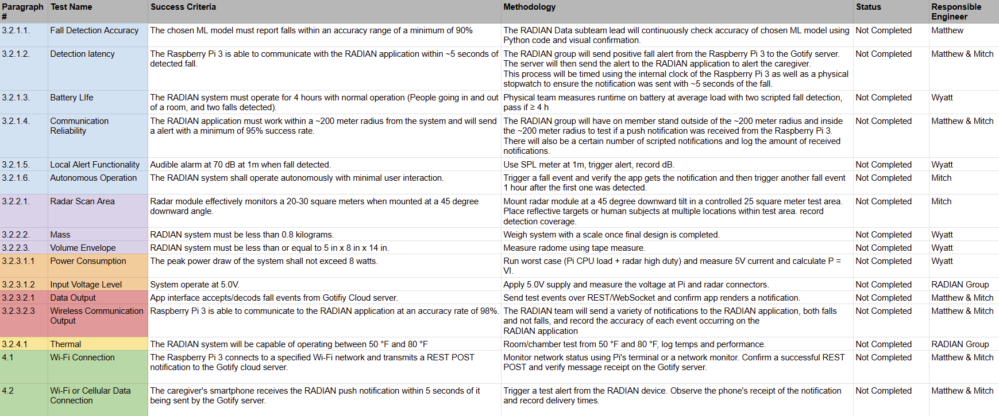 Paragraph # Test Name Success Criteria Methodology Status Responsible Engineer
3.2.1.1. Fall Detection Accuracy The chosen ML model must report falls within an accuracy range of a minimum of 90% The RADIAN Data subteam lead will continuously check accuracy of chosen ML model using Not Completed Matthew
Python code and visual confirmation.
3.2.1.2. Detection latency The Raspberry Pi 3 is able to communicate with the RADIAN application within ~5 seconds of The RADIAN group will send positive fall alert from the Raspberry Pi 3 to the Gotify server. Not Completed Matthew & Mitch
detected fall. The server will then send the alert to the RADIAN application to alert the caregiver.
This process will be timed using the internal clock of the Raspberry Pi 3 as well as a physical
stopwatch to ensure the notification was sent with ~5 seconds of the fall.
3.2.1.3. Battery LIfe The RADIAN system must operate for 4 hours with normal operation (People going in and out Physical team measures runtime on battery at average load with two scripted fall detection, Not Completed Wyatt
of a room, and two falls detected). pass if ≥ 4 h
3.2.1.4. Communication The RADIAN application must work within a ~200 meter radius from the system and will send The RADIAN group will have on member stand outside of the ~200 meter radius and inside Not Completed Matthew & Mitch
Reliability a alert with a minimum of 95% success rate. the ~200 meter radius to test if a push notification was received from the Raspberry Pi 3.
There will also be a certain number of scripted notifications and log the amount of received
notifications.
3.2.1.5. Local Alert Functionality Audible alarm at 70 dB at 1m when fall detected. Use SPL meter at 1m, trigger alert, record dB. Not Completed Wyatt
3.2.1.6. Autonomous Operation The RADIAN system shall operate autonomously with minimal user interaction. Trigger a fall event and verify the app gets the notification and then trigger another fall event Not Completed Mitch
1 hour after the first one was detected.
3.2.2.1. Radar Scan Area Radar module effectively monitors a 20-30 square meters when mounted at a 45 degree Mount radar module at a 45 degree downward tilt in a controlled 25 square meter test area. Not Completed Mitch
downward angle. Place reflective targets or human subjects at multiple locations within test area. record
detection coverage.
3.2.2.2. Mass RADIAN system must be less than 0.8 kilograms. Weigh system with a scale once final design is completed. Not Completed Wyatt
3.2.2.3. Volume Envelope RADIAN system must be less than or equal to 5 in x 8 in x 14 in. Measure radome using tape measure. Not Completed Wyatt
3.2.3.1.1 Power Consumption The peak power draw of the system shall not exceed 8 watts. Run worst case (Pi CPU load + radar high duty) and measure 5V current and calculate P = Not Completed Wyatt
VI.
3.2.3.1.2 Input Voltage Level System operate at 5.0V. Apply 5.0V supply and measure the voltage at Pi and radar connectors. Not Completed RADIAN Group
3.2.3.2.1 Data Output App interface accepts/decods fall events from Gotifiy Cloud server. Send test events over REST/WebSocket and confirm app renders a notification. Not Completed Matthew & Mitch
3.2.3.2.3 Wireless Communication Raspberry Pi 3 is able to communicate to the RADIAN application at an accuracy rate of 98%. The RADIAN team will send a variety of notifications to the RADIAN application, both falls Not Completed Matthew & Mitch
Output and not falls, and record the accuracy of each event occurring on the
RADIAN application
3.2.4.1 Thermal The RADIAN system will be capable of operating between 50 °F and 80 °F Room/chamber test from 50 °F and 80 °F, log temps and performance. Not Completed RADIAN Group
4.1 Wi-Fi Connection The Raspberry Pi 3 connects to a specified Wi-Fi network and transmits a REST POST Monitor network status using Pi's terminal or a network monitor. Confirm a successful REST Not Completed Matthew & Mitch
notification to the Gotify cloud server. POST and verify message receipt on the Gotify server.
4.2 Wi-Fi or Cellular Data The caregiver's smartphone receives the RADIAN push notification within 5 seconds of it Trigger a test alert from the RADIAN device. Observe the phone's receipt of the notification Not Completed Matthew & Mitch
Connection being sent by the Gotify server. and record delivery times.